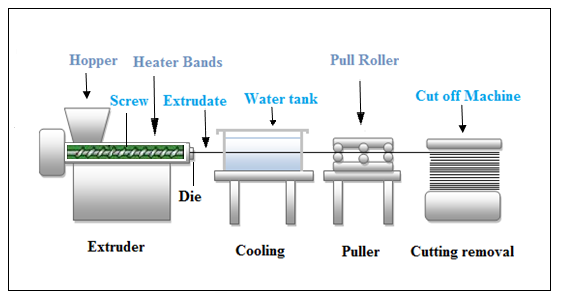 Hopper
Heater Bands
Pull Roller
Screw
Extrudate
Water tank
Cut off Machine
Die
Extruder
Cooling
Puller
Cutting removal